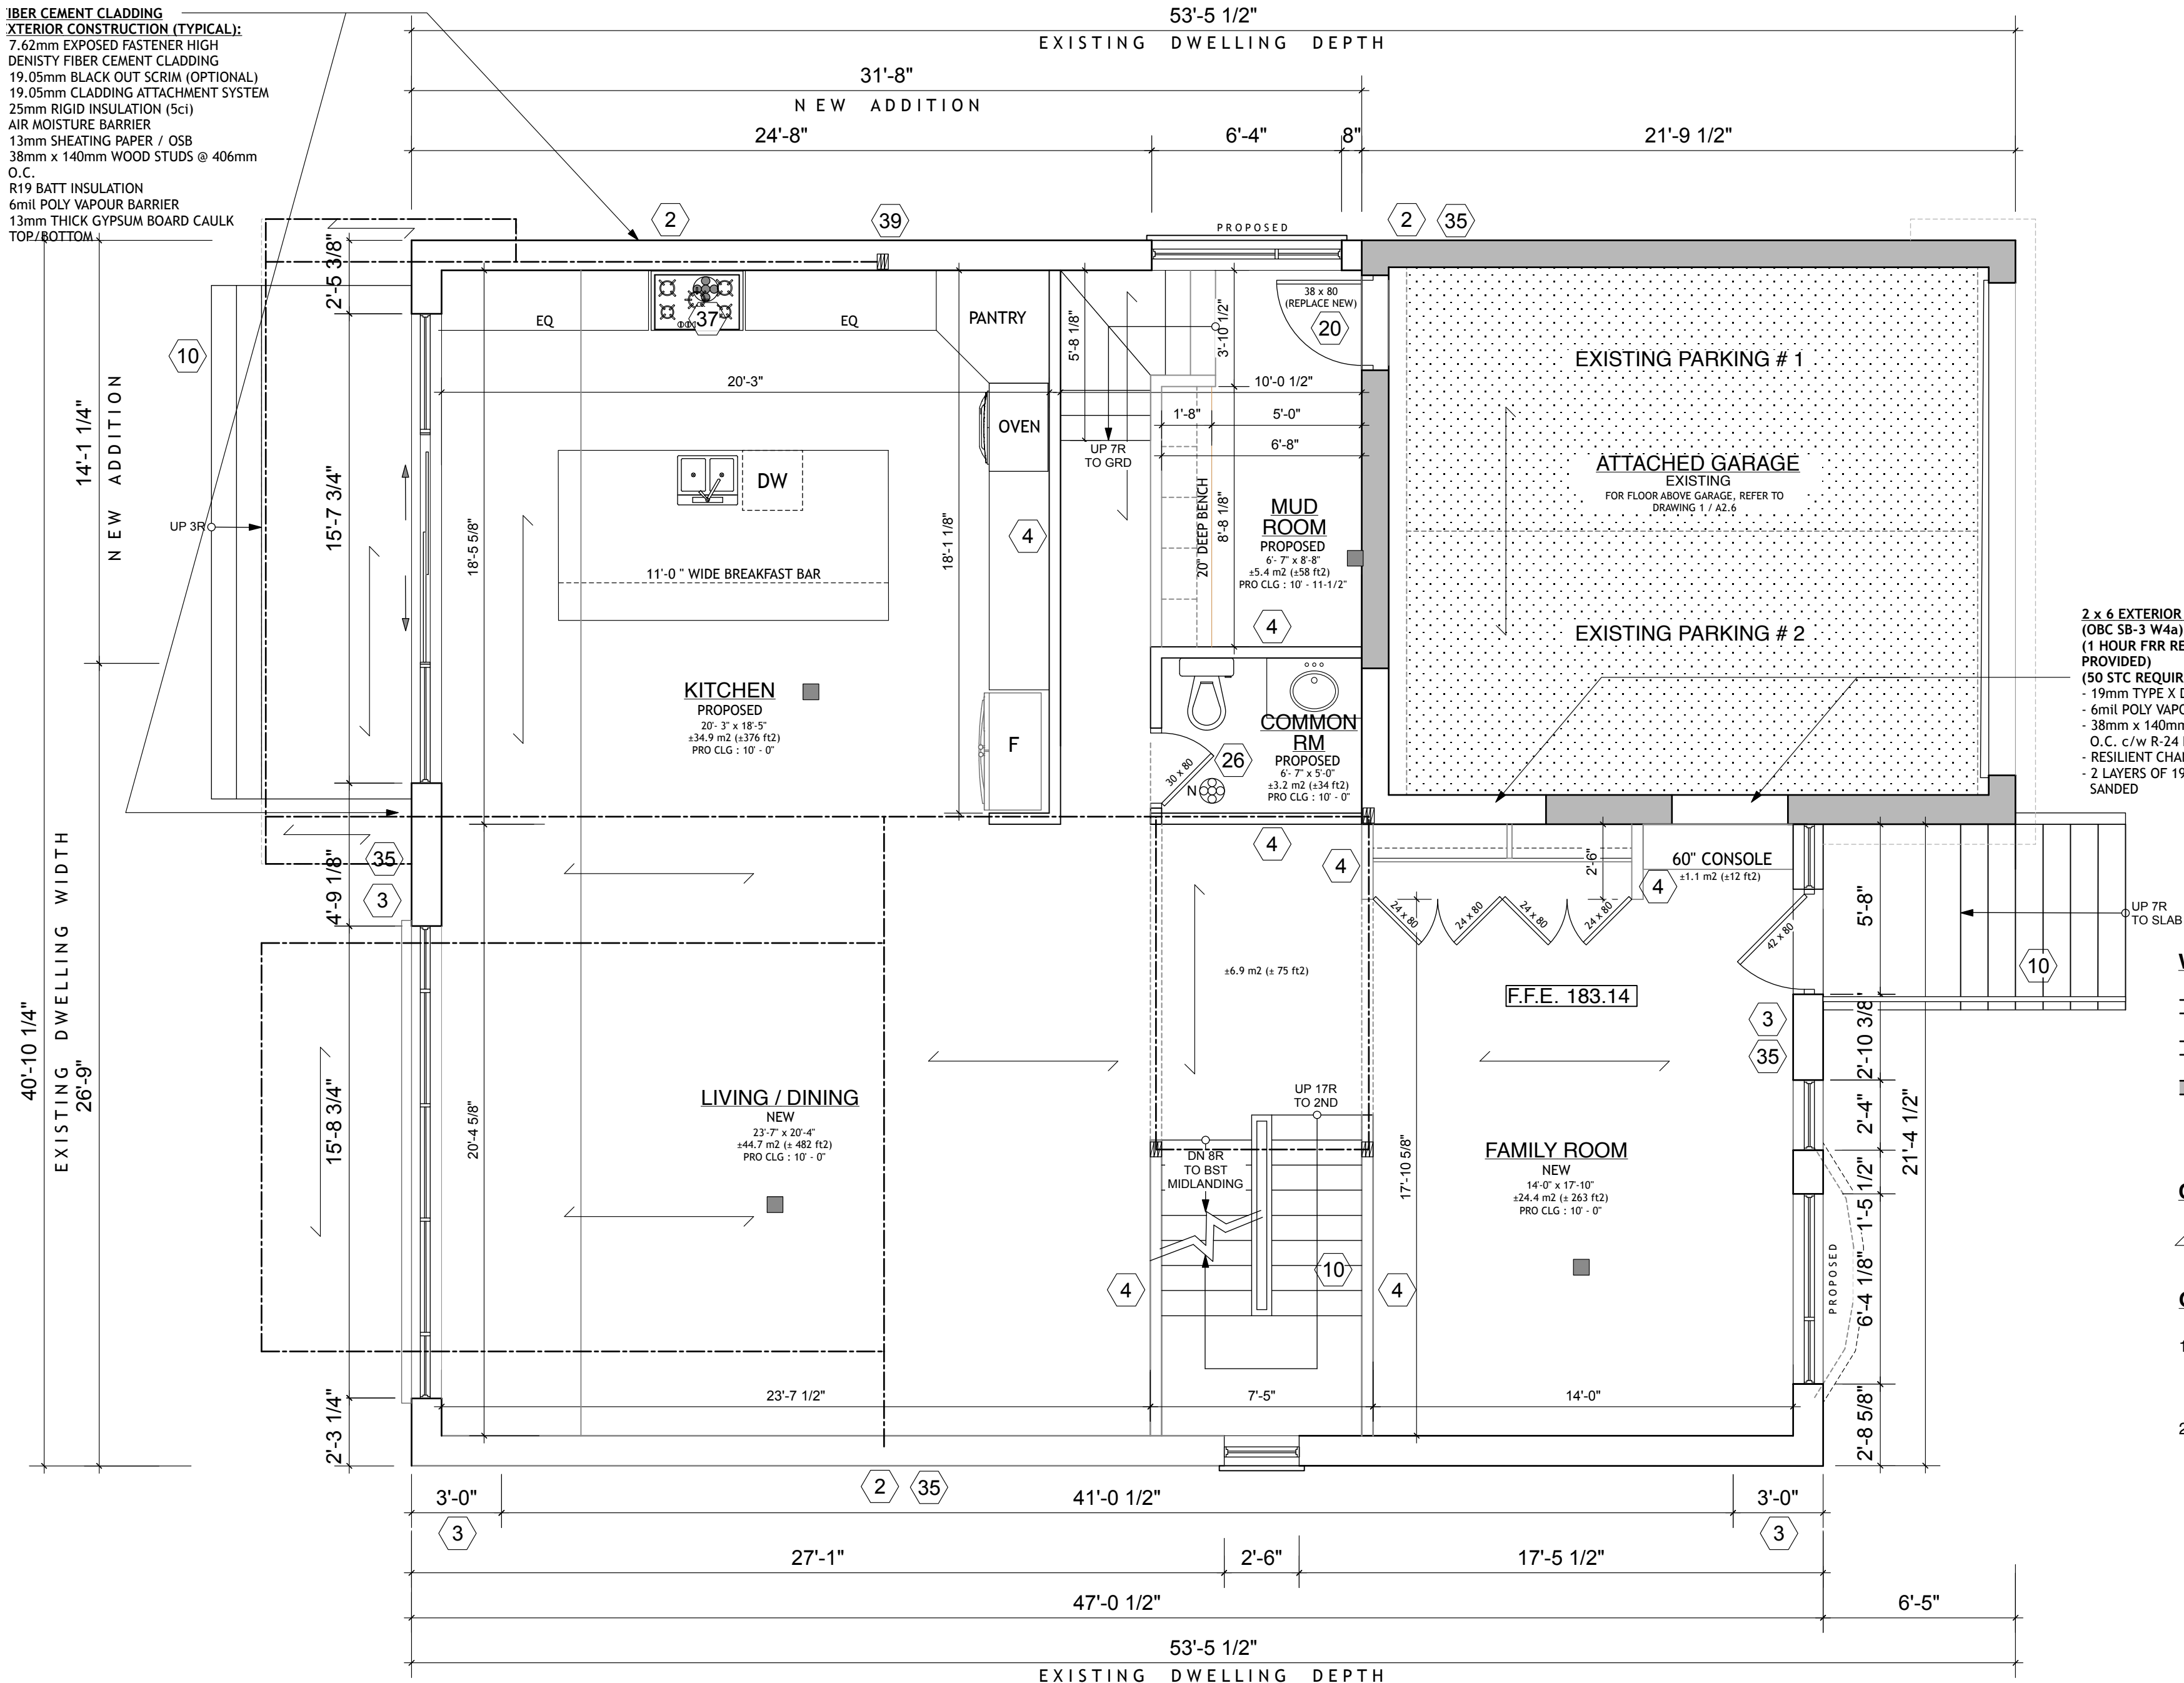 IBER CEMENT CLADDING
XTERIOR CONSTRUCTION (TYPICAL):
7.62mm EXPOSED FASTENER HIGH
DENISTY FIBER CEMENT CLADDING
19.05mm BLACK OUT SCRIM (OPTIONAL)
19.05mm CLADDING ATTACHMENT SYSTEM
25mm RIGID INSULATION (5ci)
AIR MOISTURE BARRIER
13mm SHEATING PAPER / OSB
38mm x 140mm WOOD STUDS @ 406mm
O.C.
R19 BATT INSULATION
6mil POLY VAPOUR BARRIER
13mm THICK GYPSUM BOARD CAULK
TOP/BOTTOM
53'-5 1/2"
EXISTING DWELLING DEPTH
31'-8"
NEW ADDITION
24'-8"
6'-4"
8"
21'-9 1/2"
2
39
PROPOSED
2
35
2'-5 3/8"
15'-7 3/4"
4'-9 1/8"
15'-8 3/4"
2'-3 1/4"
14'-1 1/4"
NEW ADDITION
26'-9"
40'-10 1/4"
EXISTING DWELLING WIDTH
10
UP 3R
35
3
EQ
37
EQ
PANTRY
20'-3"
OVEN
DW
11'-0 " WIDE BREAKFAST BAR
18'-5 5/8"
18'-1 1/8"
4
KITCHEN
PROPOSED
20'- 3" x 18'-5"
±34.9 m2 (±376 ft2)
PRO CLG : 10' - 0"
F
5'-8 1/8"
UP 7R
TO GRD
3'-10 1/2"
38 x 80
(REPLACE NEW)
20
10'-0 1/2"
1'-8"
5'-0"
6'-8"
20" DEEP BENCH
8'-8 1/8"
MUD
ROOM
PROPOSED
6'- 7" x 8'-8"
±5.4 m2 (±58 ft2)
PRO CLG : 10' - 11-1/2"
4
EXISTING PARKING # 1
ATTACHED GARAGE
EXISTING
FOR FLOOR ABOVE GARAGE, REFER TO
DRAWING 1 / A2.6
EXISTING PARKING # 2
2 x 6 EXTERIOR
(OBC SB-3 W4a)
(1 HOUR FRR RE
PROVIDED)
(50 STC REQUIR
- 19mm TYPE X D
- 6mil POLY VAPO
- 38mm x 140mm
O.C. c/w R-24
- RESILIENT CHA
- 2 LAYERS OF 19
SANDED
COMMON
RM
PROPOSED
6'- 7" x 5'-0"
±3.2 m2 (±34 ft2)
PRO CLG : 10' - 0"
26
30 x 80
N
4
4
2'-6"
60" CONSOLE
±1.1 m2 (±12 ft2)
4
24 x 80
24 x 80
24 x 80
24 x 80
42 x 80
UP 7R
TO SLAB
10
±6.9 m2 (± 75 ft2)
F.F.E. 183.14
3
35
5'-8"
2'-10 3/8"
2'-4"
1'-5 1/2"
6'-4 1/8"
2'-8 5/8"
21'-4 1/2"
PROPOSED
LIVING / DINING
NEW
23'-7" x 20'-4"
±44.7 m2 (± 482 ft2)
PRO CLG : 10' - 0"
20'-4 5/8"
UP 17R
TO 2ND
DN 8R
TO BST
MIDLANDING
10
4
4
17'-10 5/8"
FAMILY ROOM
NEW
14'-0" x 17'-10"
±24.4 m2 (± 263 ft2)
PRO CLG : 10' - 0"
23'-7 1/2"
7'-5"
14'-0"
2
35
3'-0"
41'-0 1/2"
3'-0"
3
3
27'-1"
2'-6"
17'-5 1/2"
47'-0 1/2"
6'-5"
53'-5 1/2"
EXISTING DWELLING DEPTH